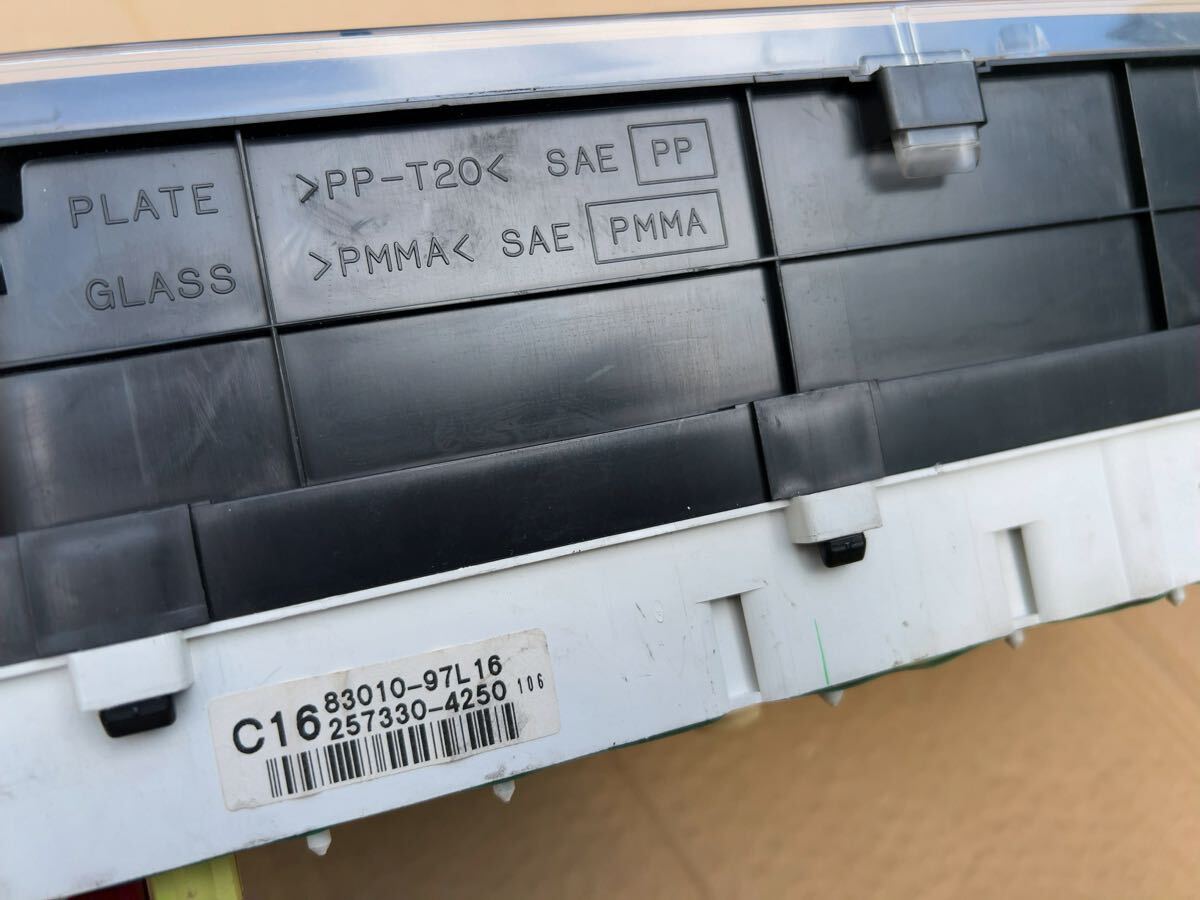 PLATE >PP-T20< SAE PP
GLASS >PMMA< SAE PMMA
C16 83010-97L16
257330-4250 106